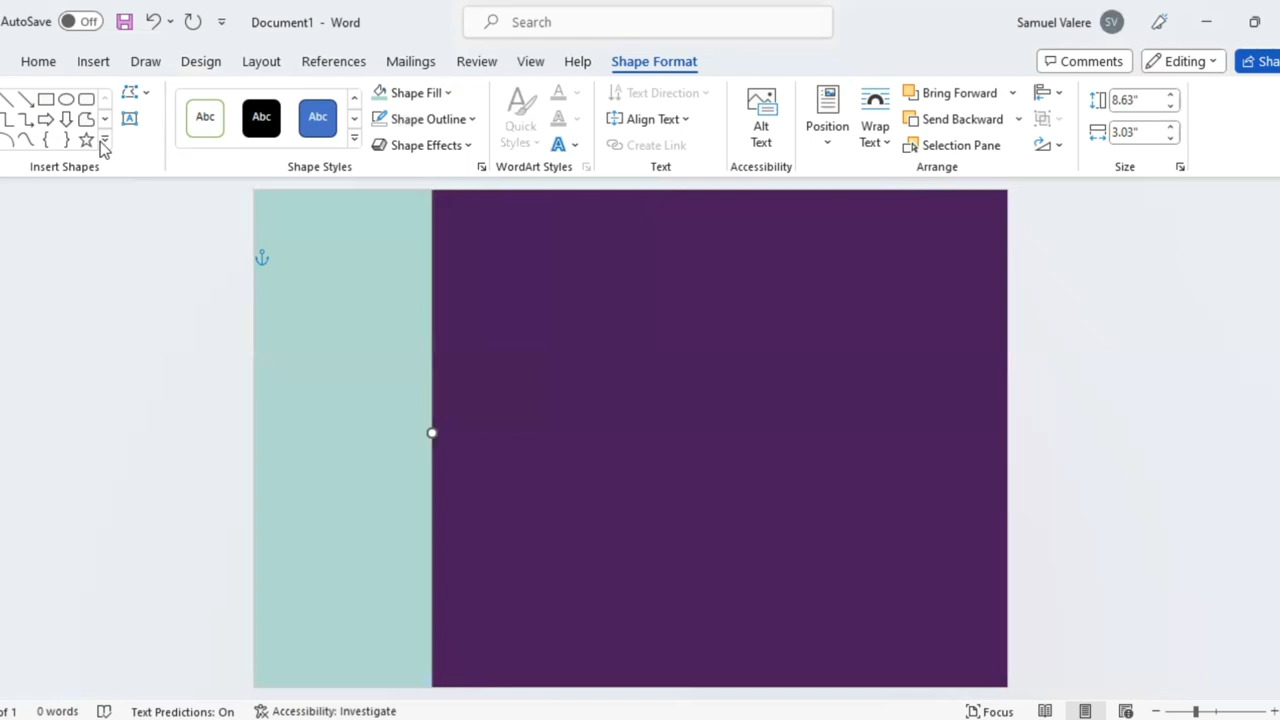 AutoSave Off Document1 - Word Search Samuel Valere SV
Home Insert Draw Design Layout References Mailings Review View Help Shape Format Comments Editing Sha
Abc Abc Abc
Shape Fill
Shape Outline
Shape Effects
Quick
Styles
A
A
A
Text Direction
Align Text
Create Link
Alt
Text
Position
Wrap
Text
Bring Forward
Send Backward
Selection Pane
8.63"
3.03"
Insert Shapes Shape Styles WordArt Styles Text Accessibility Arrange Size
of 1 0 words Text Predictions: On Accessibility: Investigate Focus